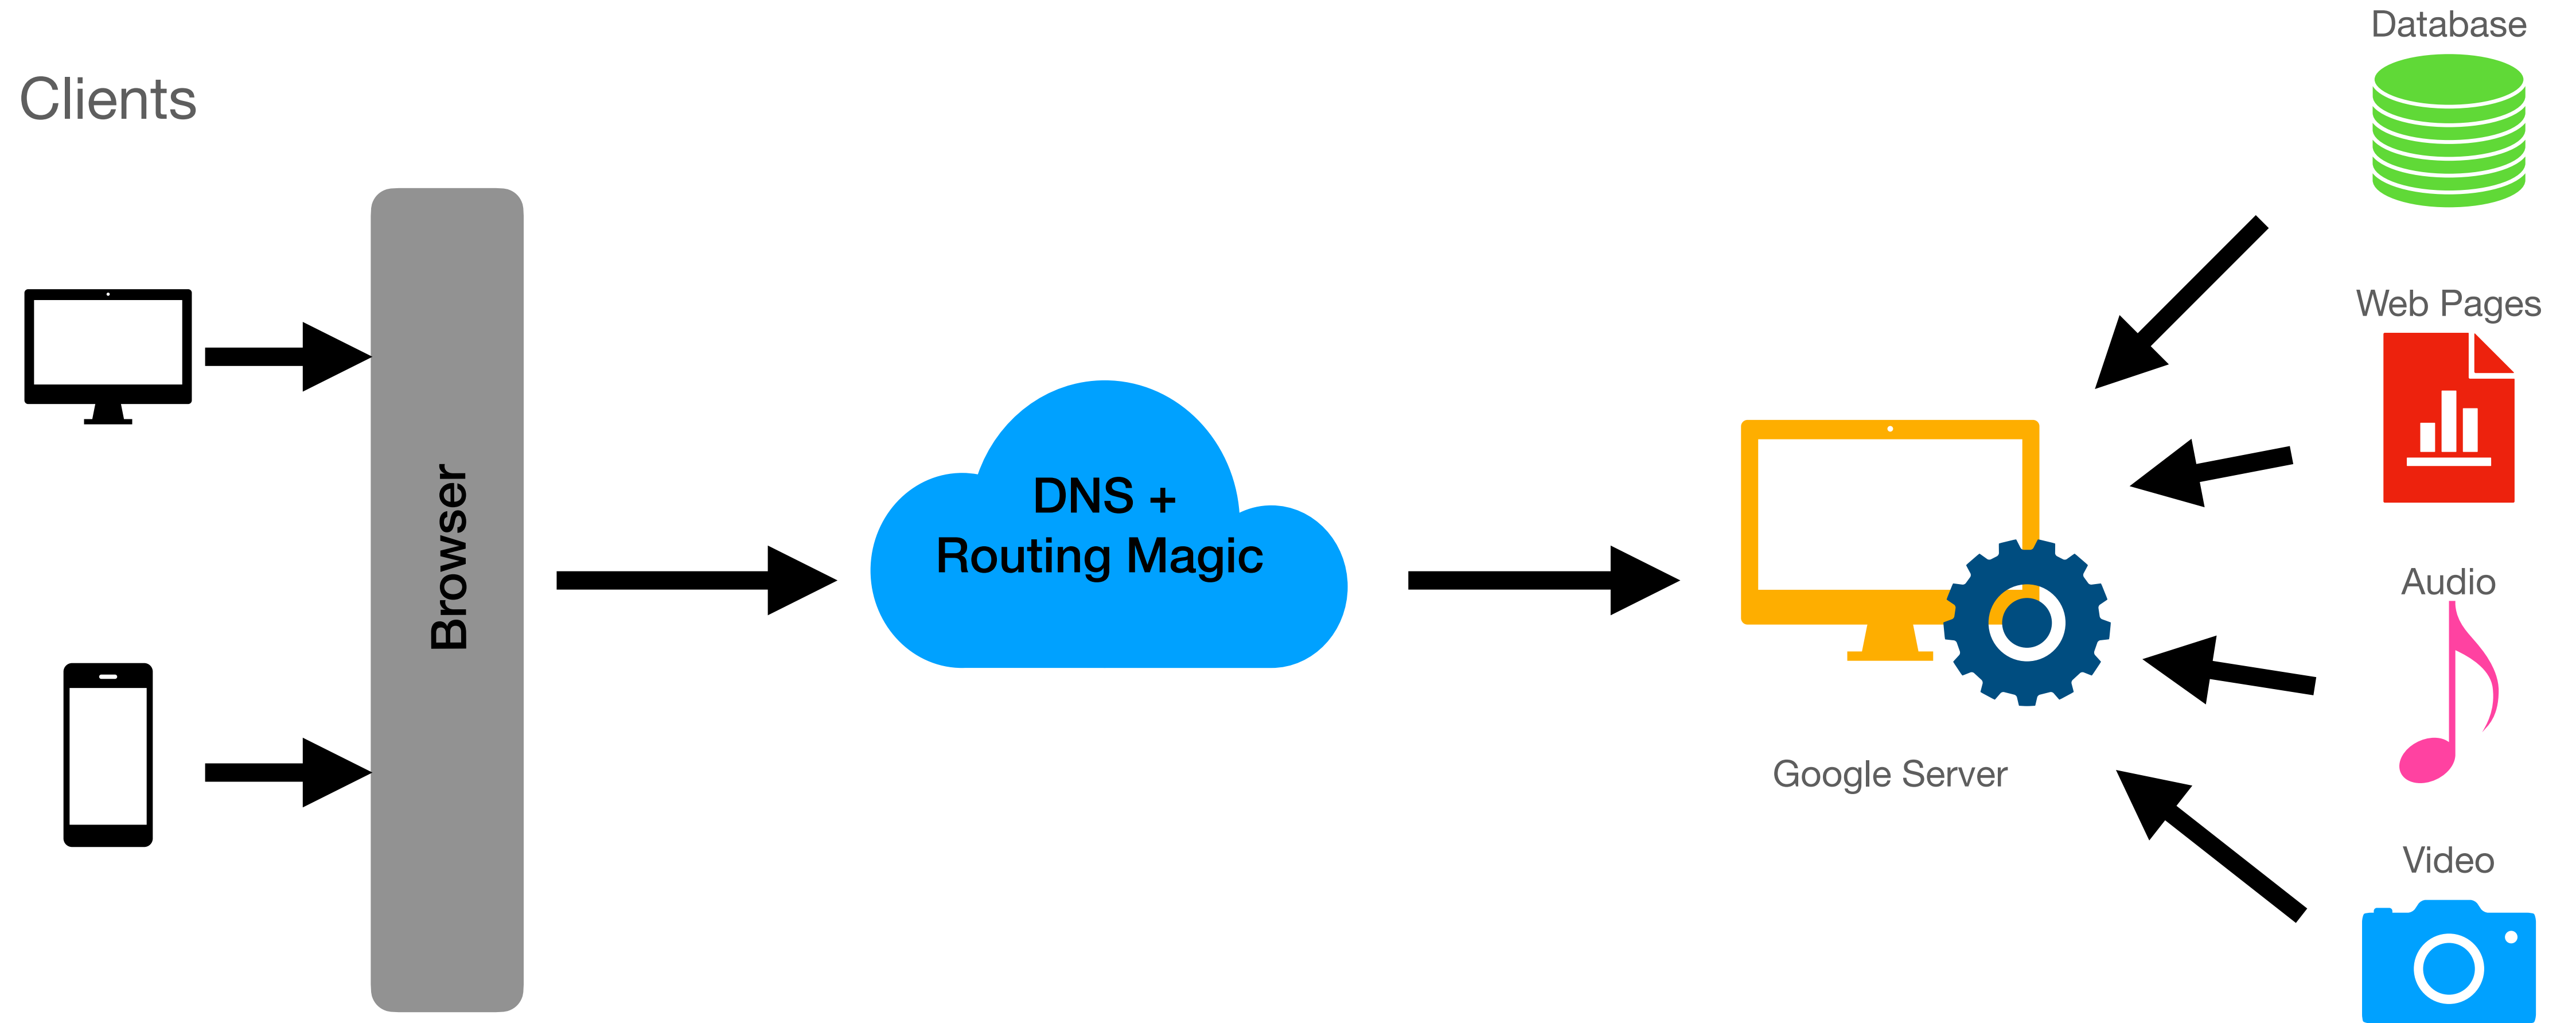 Clients
Browser
DNS +
Routing Magic
Google Server
Database
Web Pages
Audio
Video